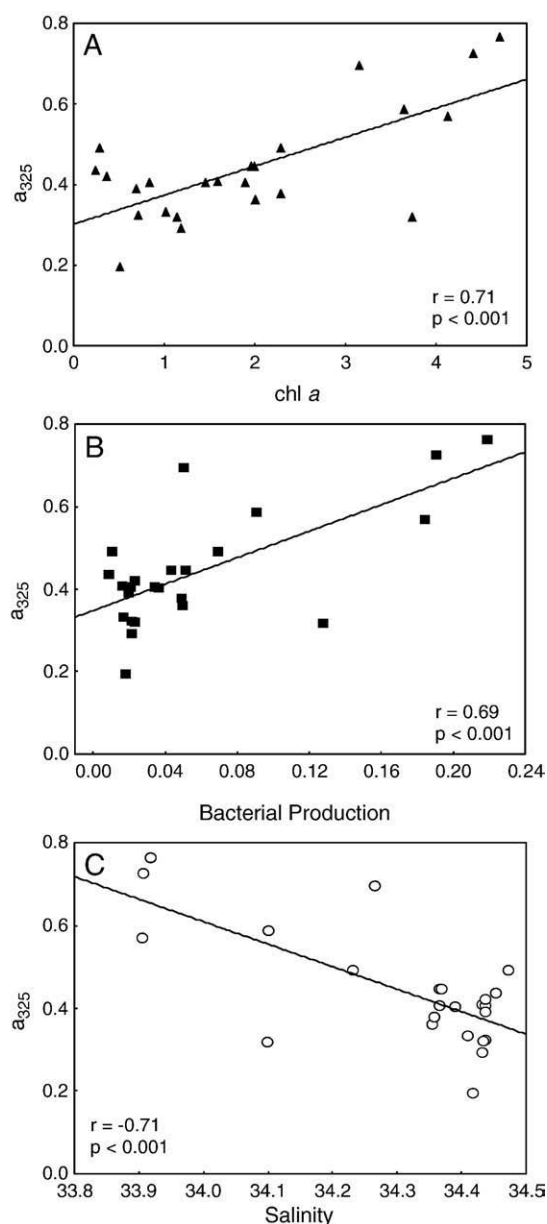 A
0.8
0.6
a325
0.4
0.2
0.0
r = 0.71
p < 0.001
0 1 2 3 4 5
chl a
B
0.8
0.6
a325
0.4
0.2
0.0
r = 0.69
p < 0.001
0.00 0.04 0.08 0.12 0.16 0.20 0.24
Bacterial Production
C
0.8
0.6
a325
0.4
0.2
0.0
r = -0.71
p < 0.001
33.8 33.9 34.0 34.1 34.2 34.3 34.4 34.5
Salinity